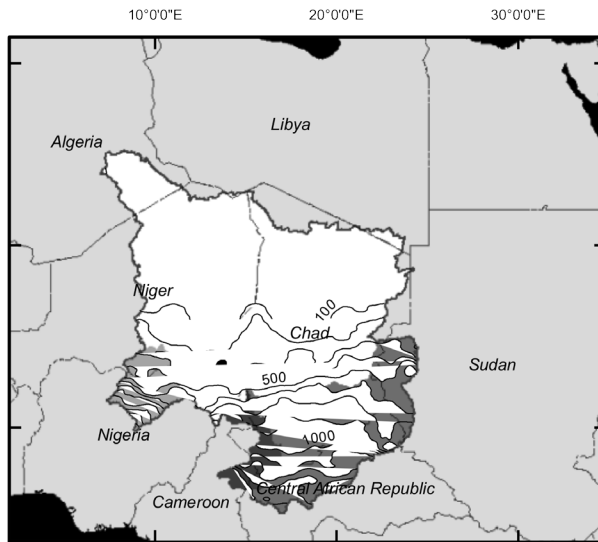 10°0'0"E 20°0'0"E 30°0'0"E
Libya
Algeria
Niger
100
Chad
Sudan
500
Nigeria
1000
Central African Republic
Cameroon